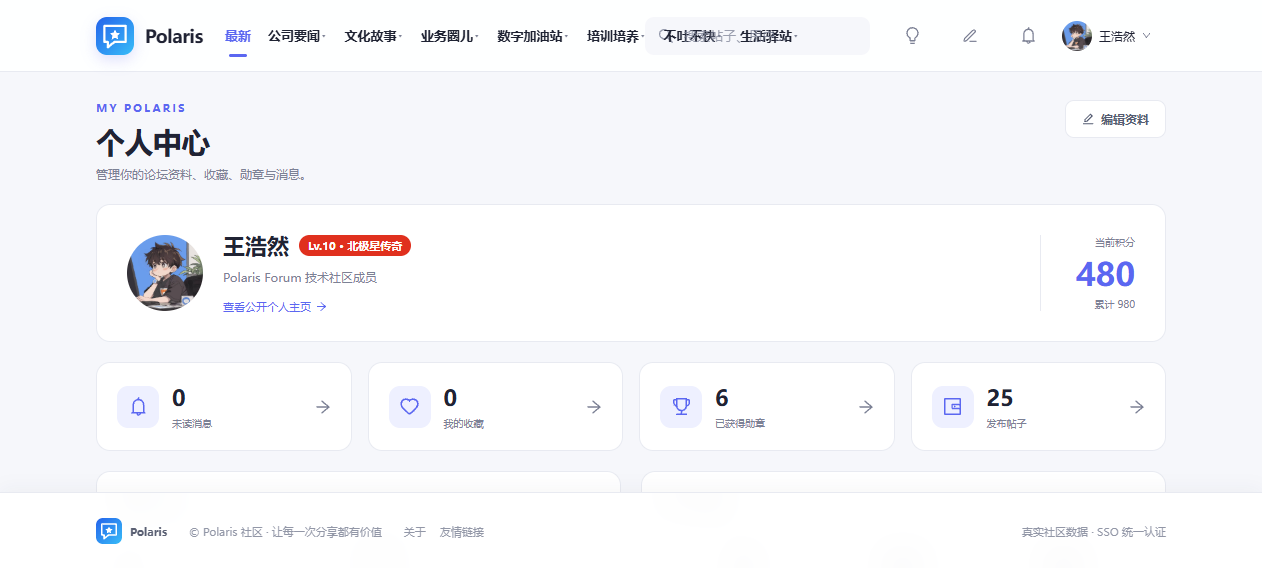 Polaris
最新
公司要闻
文化故事
业务圈儿
数字加油站
培训培养
不吐不快
生活驿站
王浩然
MY POLARIS
个人中心
管理你的论坛资料、收藏、勋章与消息。
编辑资料
王浩然
Lv.10 • 北极星传奇
Polaris Forum 技术社区成员
查看公开个人主页 →
当前积分
480
累计 980
0
未读消息
0
我的收藏
6
已获得勋章
25
发布帖子
Polaris
© Polaris 社区 · 让每一次分享都有价值
关于
友情链接
真实社区数据 · SSO 统一认证